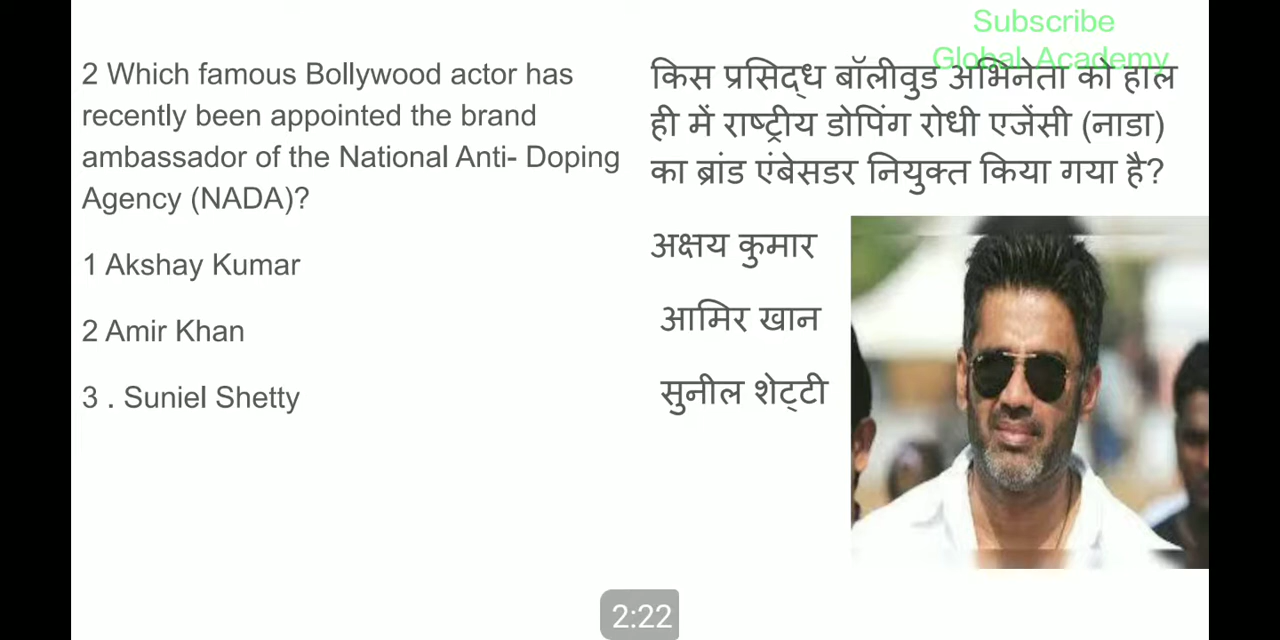 Subscribe
Global Academy
2 Which famous Bollywood actor has
recently been appointed the brand
ambassador of the National Anti- Doping
Agency (NADA)?
1 Akshay Kumar
2 Amir Khan
3 . Suniel Shetty
किस प्रसिद्ध बॉलीवुड अभिनेता को हाल
ही में राष्ट्रीय डोपिंग रोधी एजेंसी (नाडा)
का ब्रांड एंबेसडर नियुक्त किया गया है?
अक्षय कुमार
आमिर खान
सुनील शेट्टी
2:22